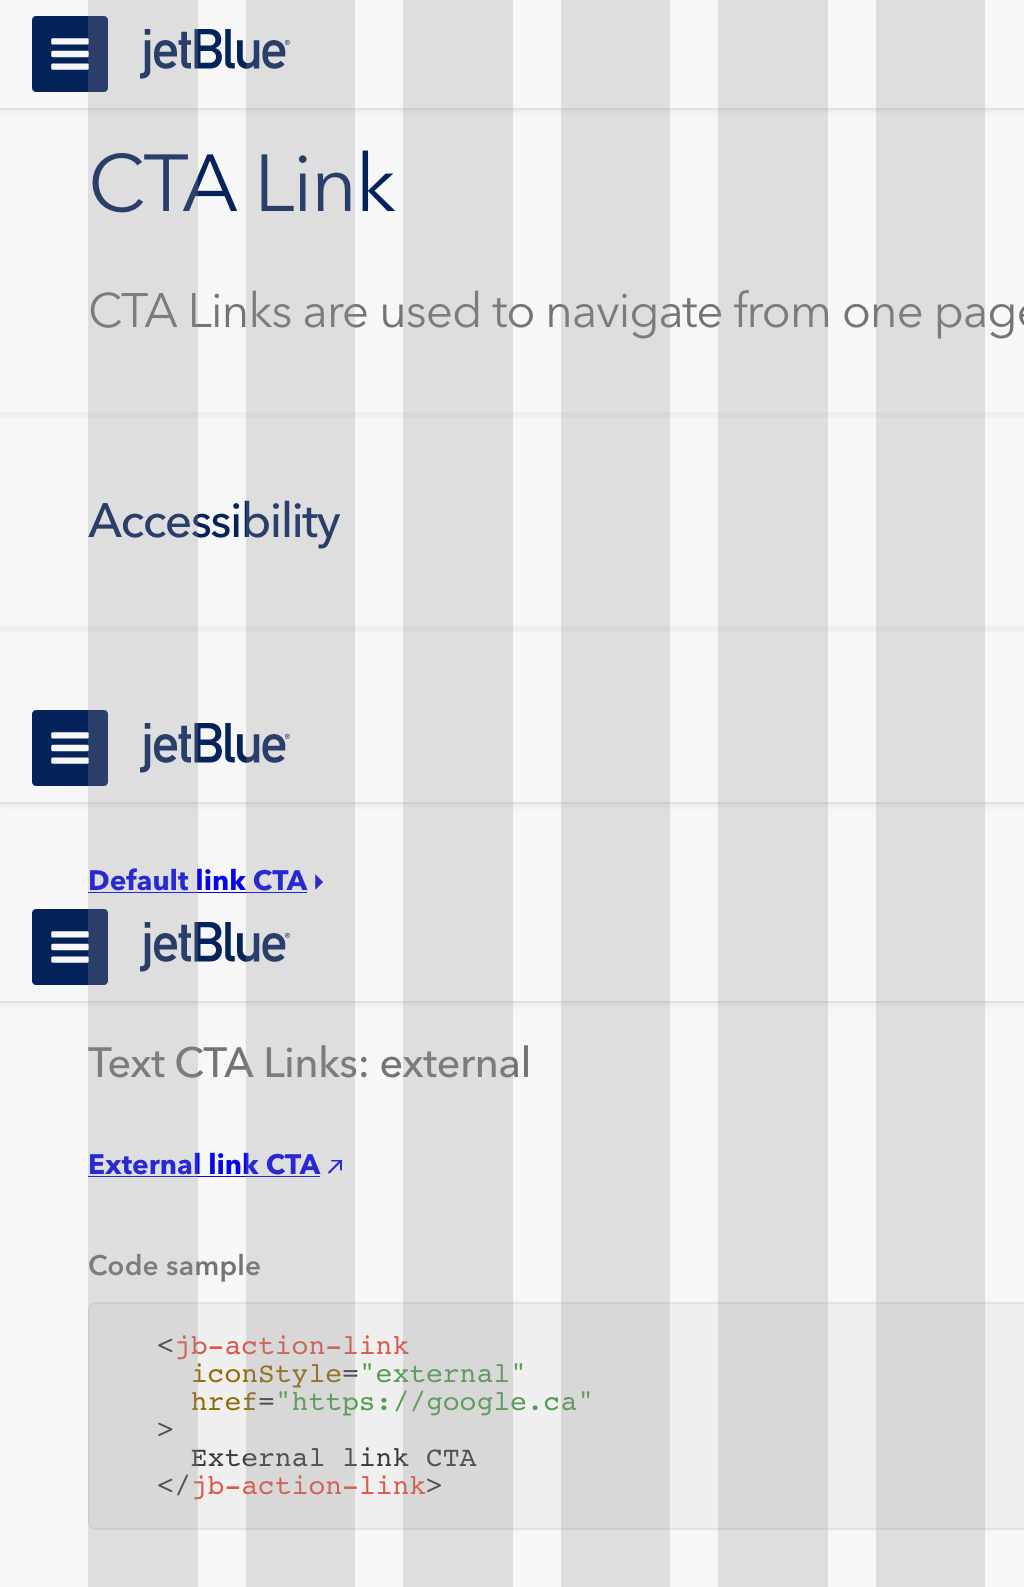 jetBlue®
CTA Link
CTA Links are used to navigate from one page
Accessibility
jetBlue®
Default link CTA
jetBlue®
Text CTA Links: external
External link CTA
Code sample
<jb-action-link
iconStyle="external"
href="https://google.ca"
>
External link CTA
</jb-action-link>